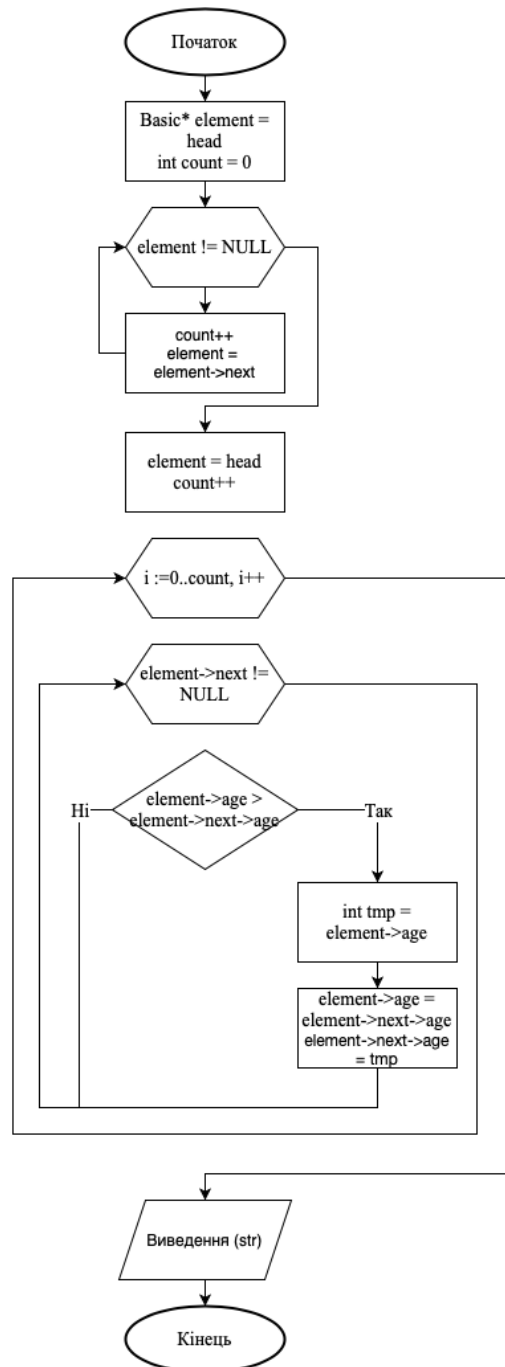 Початок
Basic* element =
head
int count = 0
element != NULL
count++
element =
element->next
element = head
count++
i :=0..count, i++
element->next !=
NULL
element->age >
element->next->age
Ні
Так
int tmp =
element->age
element->age =
element->next->age
element->next->age
= tmp
Виведення (str)
Кінець